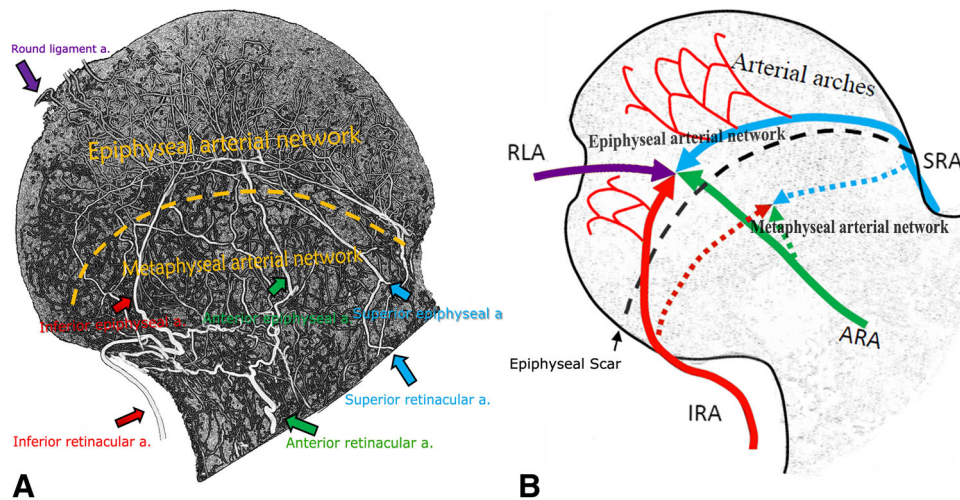 Round ligament a.
Epiphyseal arterial network
Metaphyseal arterial network
Inferior epiphyseal a.
Anterior epiphyseal a
Superior epiphyseal a
Superior retinacular a.
Inferior retinacular a.
Anterior retinacular a.
A
Arterial arches
Epiphyseal arterial network
RLA
SRA
Metaphyseal arterial network
ARA
Epiphyseal Scar
IRA
B